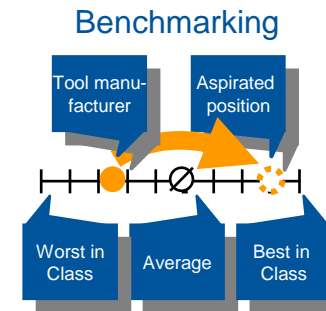 Benchmarking
Tool manu-
facturer
Aspirated
position
Worst in
Class
Average
Best in
Class